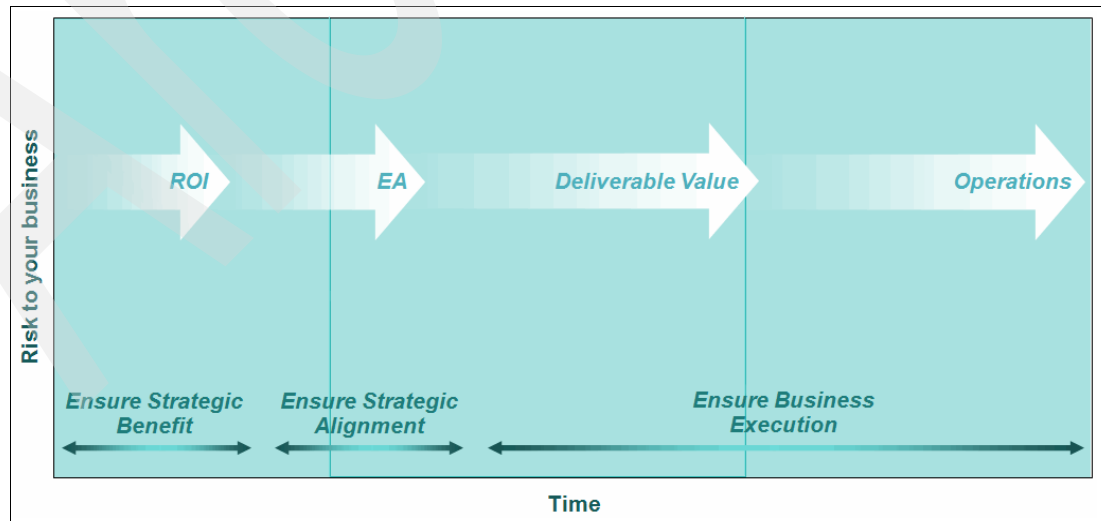 Risk to your business
ROI
EA
Deliverable Value
Operations
Ensure Strategic
Benefit
Ensure Strategic
Alignment
Ensure Business
Execution
Time